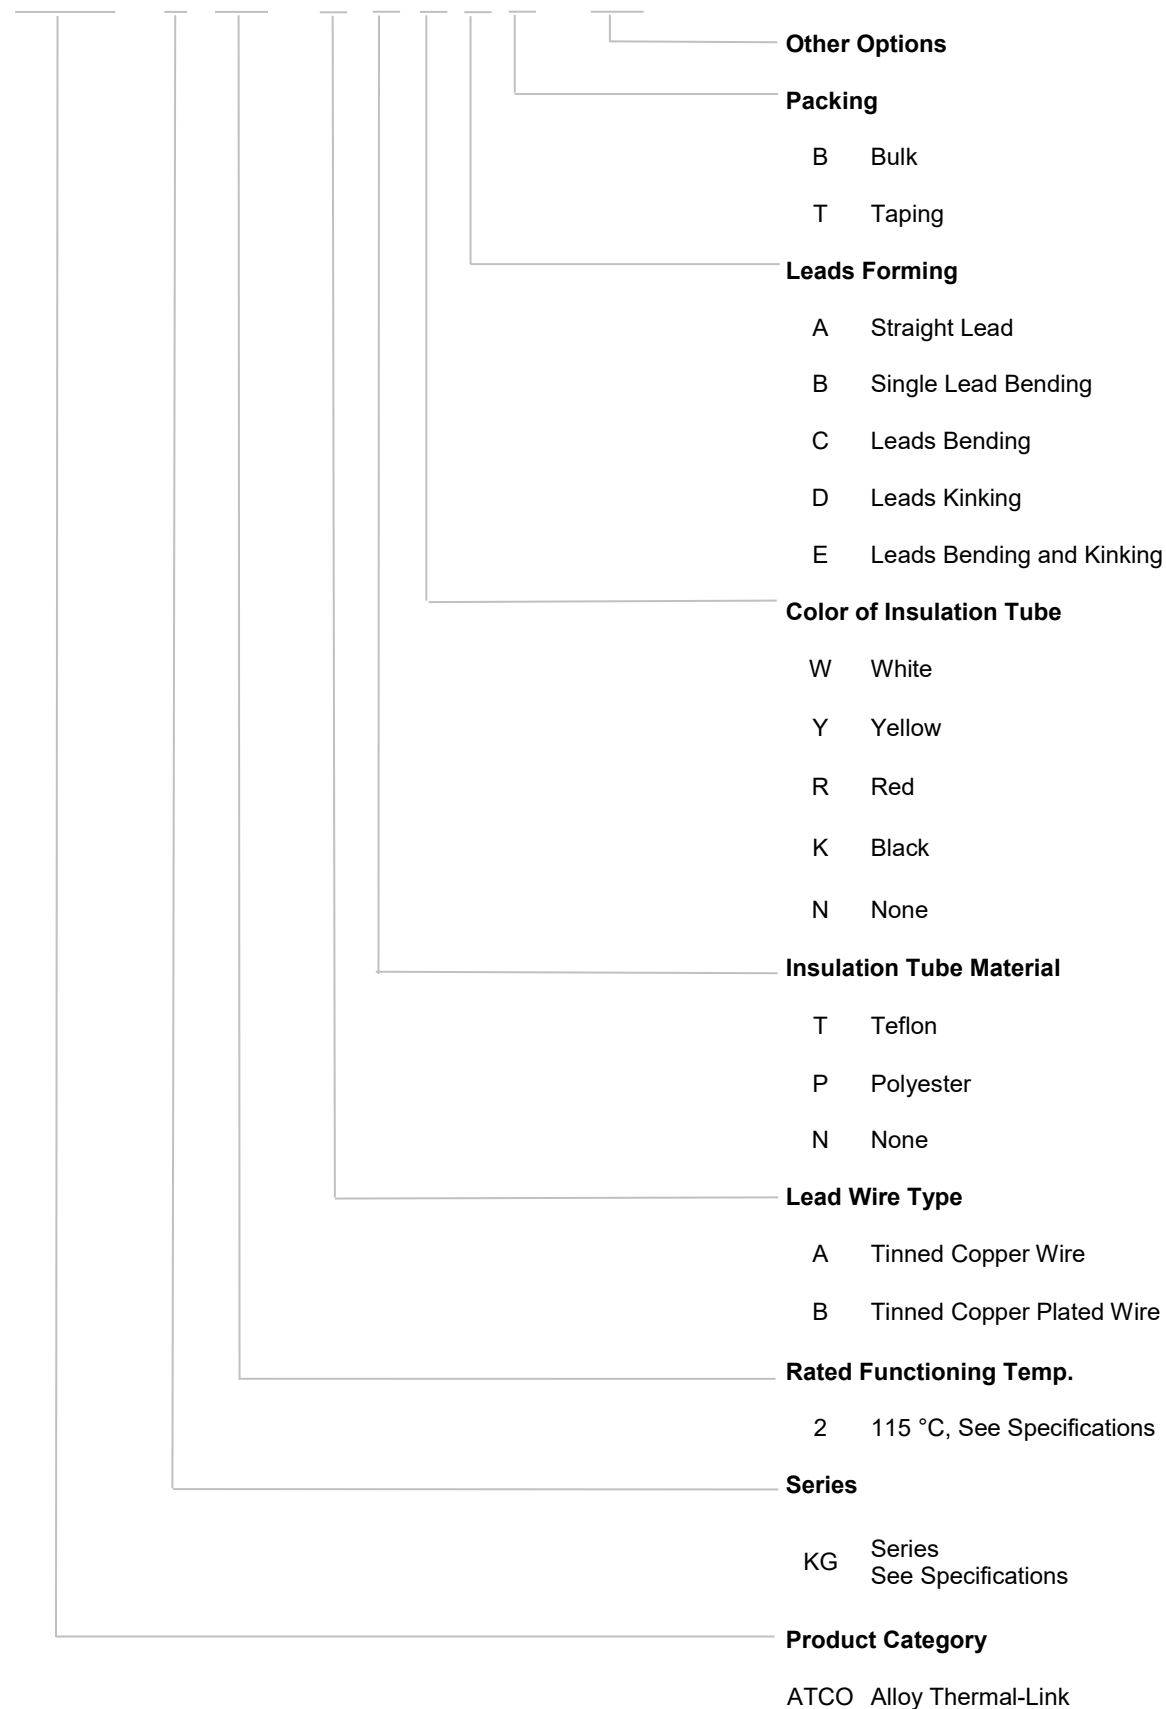 Other Options
Packing
B Bulk
T Taping
Leads Forming
A Straight Lead
B Single Lead Bending
C Leads Bending
D Leads Kinking
E Leads Bending and Kinking
Color of Insulation Tube
W White
Y Yellow
R Red
K Black
N None
Insulation Tube Material
T Teflon
P Polyester
N None
Lead Wire Type
A Tinned Copper Wire
B Tinned Copper Plated Wire
Rated Functioning Temp.
2 115 °C, See Specifications
Series
KG Series
See Specifications
Product Category
ATCO Alloy Thermal-Link